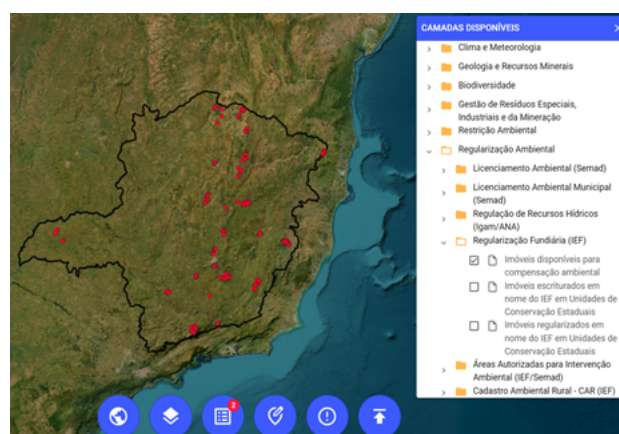 CAMADAS DISPONÍVEIS
Clima e Meteorologia
Geologia e Recursos Minerais
Biodiversidade
Gestão de Resíduos Especiais,
Industriais e da Mineração
Restrição Ambiental
Regularização Ambiental
Licenciamento Ambiental (Semad)
Licenciamento Ambiental Municipal
(Semad)
Regulação de Recursos Hídricos
(Igam/ANA)
Regularização Fundiária (IEF)
Imóveis disponíveis para
compensação ambiental
Imóveis escriturados em
nome do IEF em Unidades de
Conservação Estaduais
Imóveis regularizados em
nome do IEF em Unidades de
Conservação Estaduais
Áreas Autorizadas para Intervenção
Ambiental (IEF/Semad)
Cadastro Ambiental Rural - CAR (IEF)
2